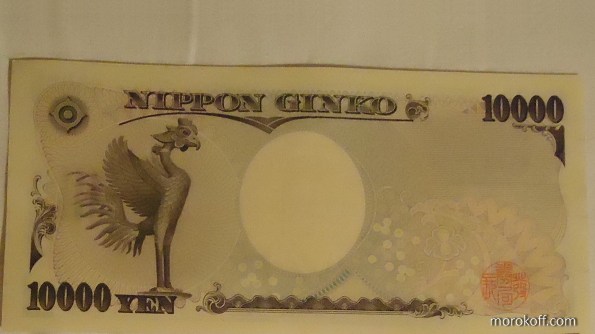 NIPPON GINKO
10000
10000 YEN
morokoff.com